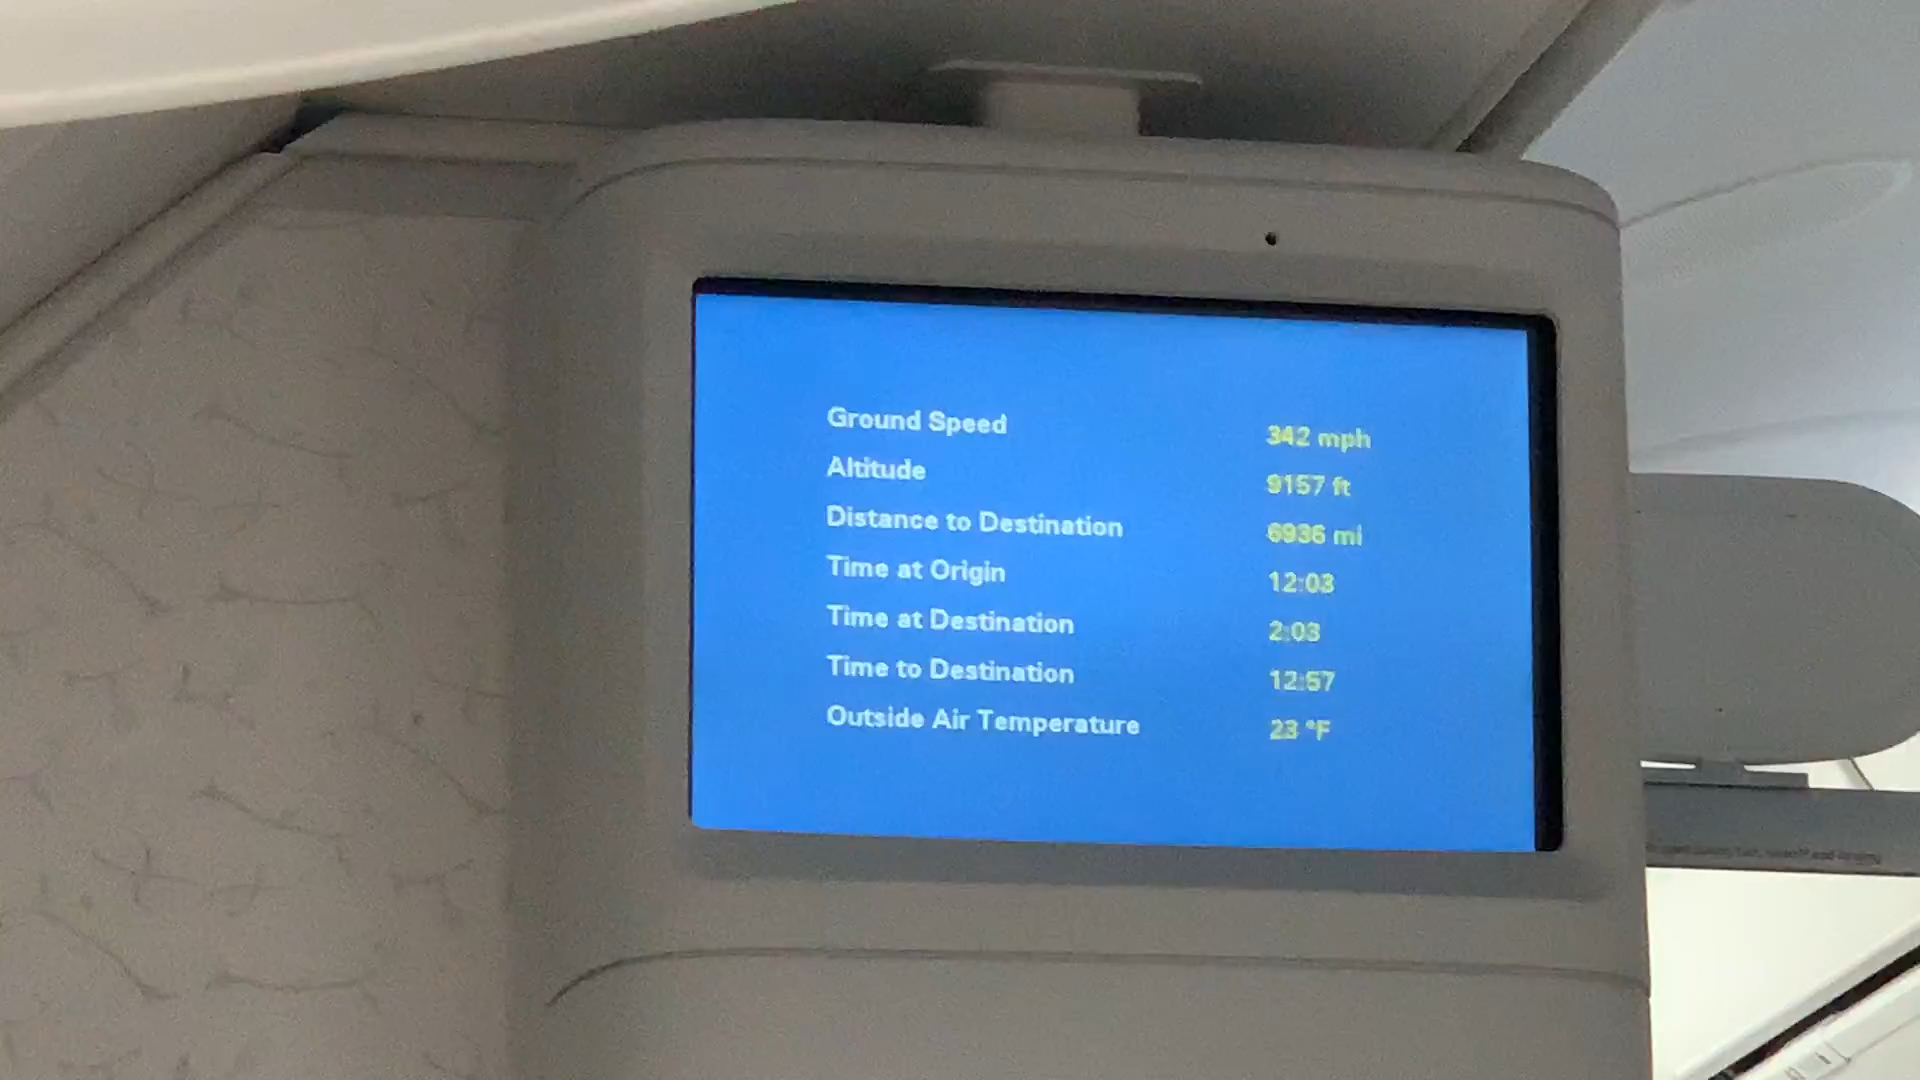 Ground Speed 342 mph
Altitude 9157 ft
Distance to Destination 6936 mi
Time at Origin 12:03
Time at Destination 2:03
Time to Destination 12:57
Outside Air Temperature 23 °F